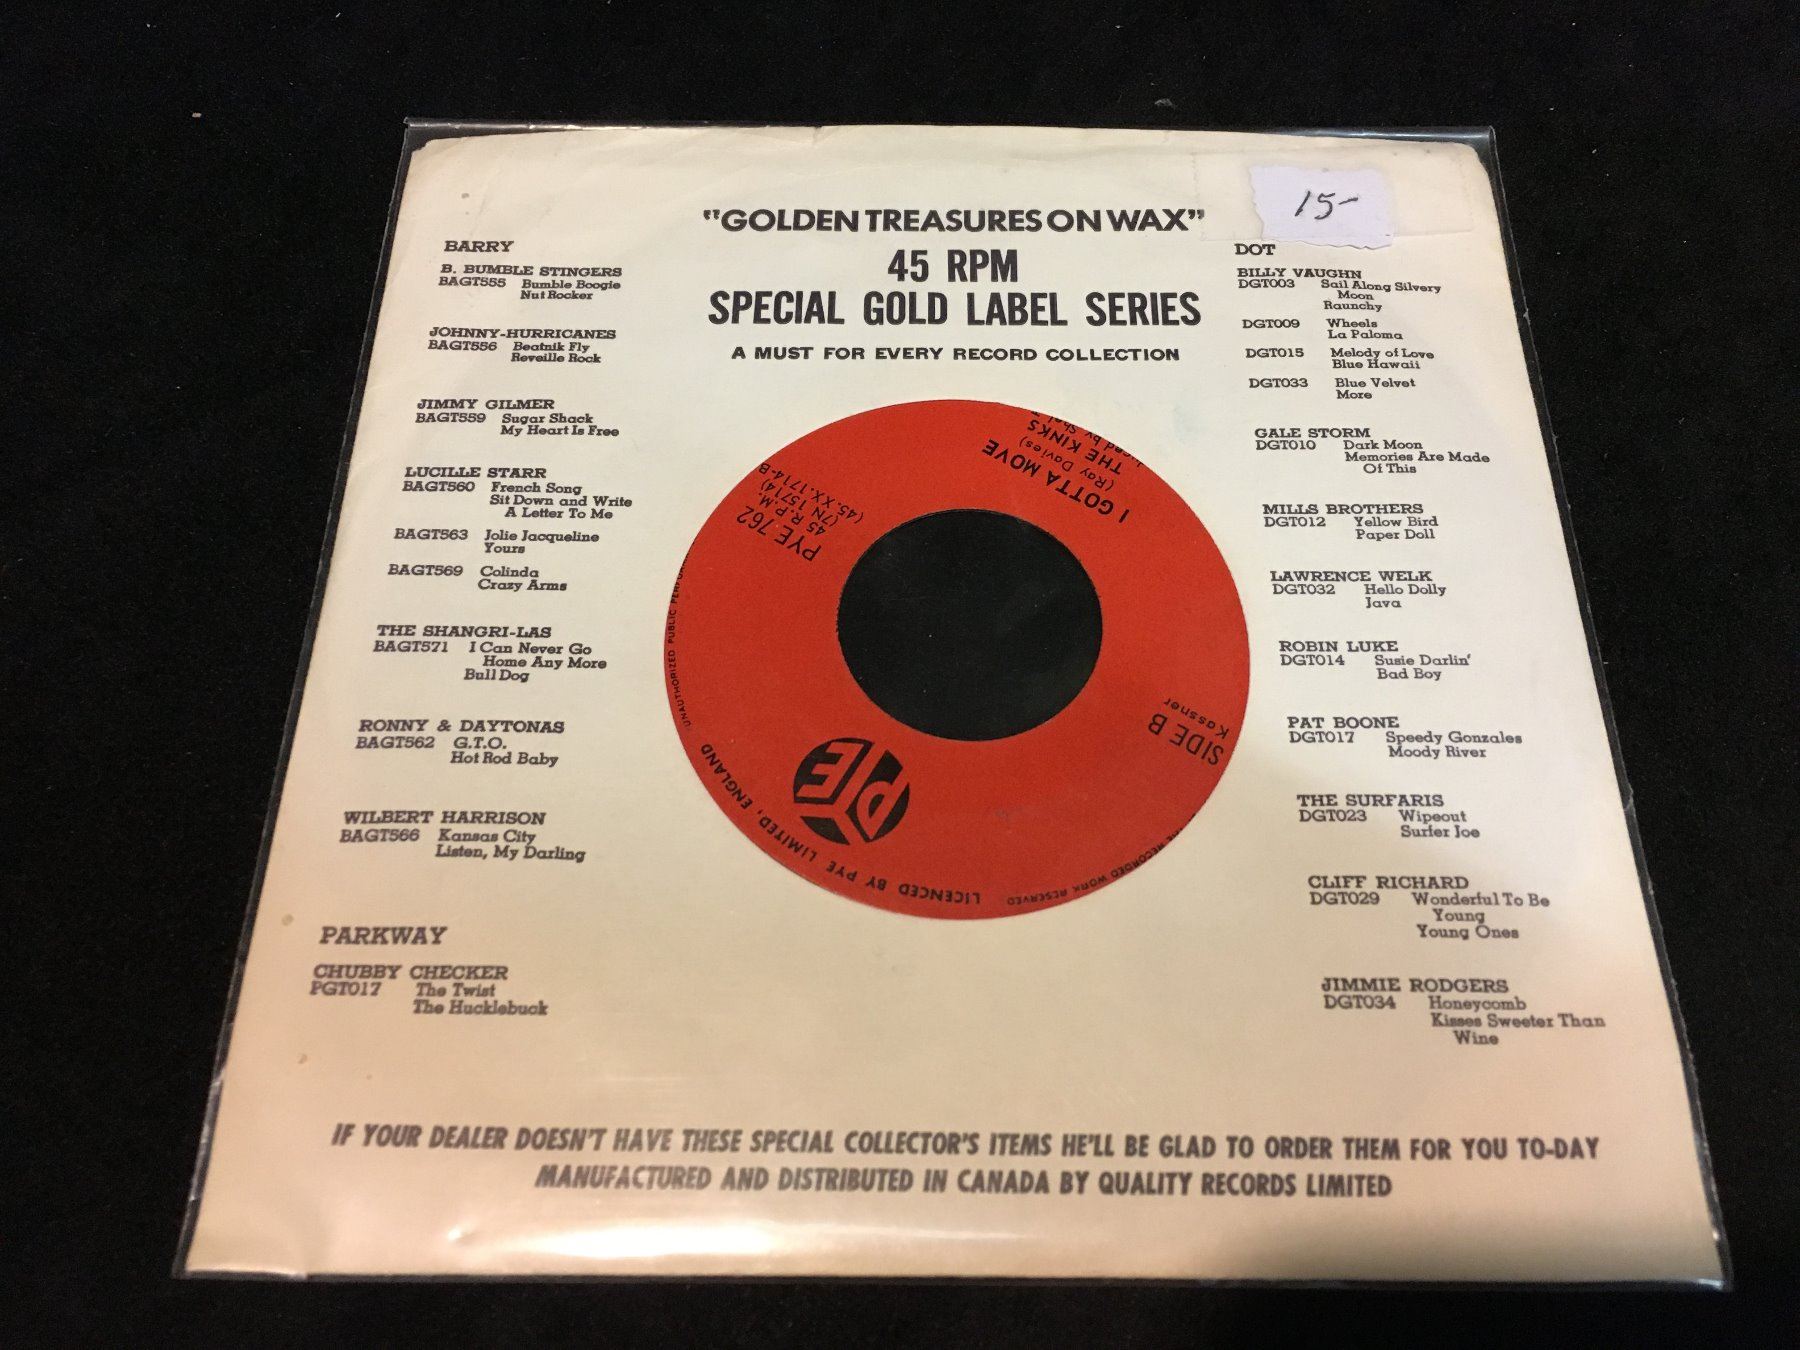 "GOLDEN TREASURES ON WAX"
45 RPM
SPECIAL GOLD LABEL SERIES
A MUST FOR EVERY RECORD COLLECTION
15-
BARRY
B. BUMBLE STINGERS
BAGT555 Bumble Boogie
Nut Rocker
JOHNNY-HURRICANES
BAGT556 Beatnik Fly
Reveille Rock
JIMMY GILMER
BAGT559 Sugar Shack
My Heart Is Free
LUCILLE STARR
BAGT560 French Song
Sit Down and Write
A Letter To Me
BAGT563 Jolie Jacqueline
Yours
BAGT569 Colinda
Crazy Arms
THE SHANGRI-LAS
BAGT571 I Can Never Go
Home Any More
Bull Dog
RONNY & DAYTONAS
BAGT562 G.T.O.
Hot Rod Baby
WILBERT HARRISON
BAGT566 Kansas City
Listen, My Darling
PARKWAY
CHUBBY CHECKER
PGT017 The Twist
The Hucklebuck
I GOTTA MOVE
(Ray Davies)
THE KINKS
PYE 762
45 R.P.M.
(7N 15714)
(45.XX.1714-B
SIDE B
Kassner
PYE
LICENCED BY PYE LIMITED, ENGLAND
UNAUTHORIZED PUBLIC
RECORDED WORK RESERVED
DOT
BILLY VAUGHN
DGT003 Sail Along Silvery
Moon
Raunchy
DGT009 Wheels
La Paloma
DGT015 Melody of Love
Blue Hawaii
DGT033 Blue Velvet
More
GALE STORM
DGT010 Dark Moon
Memories Are Made
Of This
MILLS BROTHERS
DGT012 Yellow Bird
Paper Doll
LAWRENCE WELK
DGT032 Hello Dolly
Java
ROBIN LUKE
DGT014 Susie Darlin'
Bad Boy
PAT BOONE
DGT017 Speedy Gonzales
Moody River
THE SURFARIS
DGT023 Wipeout
Surfer Joe
CLIFF RICHARD
DGT029 Wonderful To Be
Young
Young Ones
JIMMIE RODGERS
DGT034 Honeycomb
Kisses Sweeter Than
Wine
IF YOUR DEALER DOESN'T HAVE THESE SPECIAL COLLECTOR'S ITEMS HE'LL BE GLAD TO ORDER THEM FOR YOU TO-DAY
MANUFACTURED AND DISTRIBUTED IN CANADA BY QUALITY RECORDS LIMITED